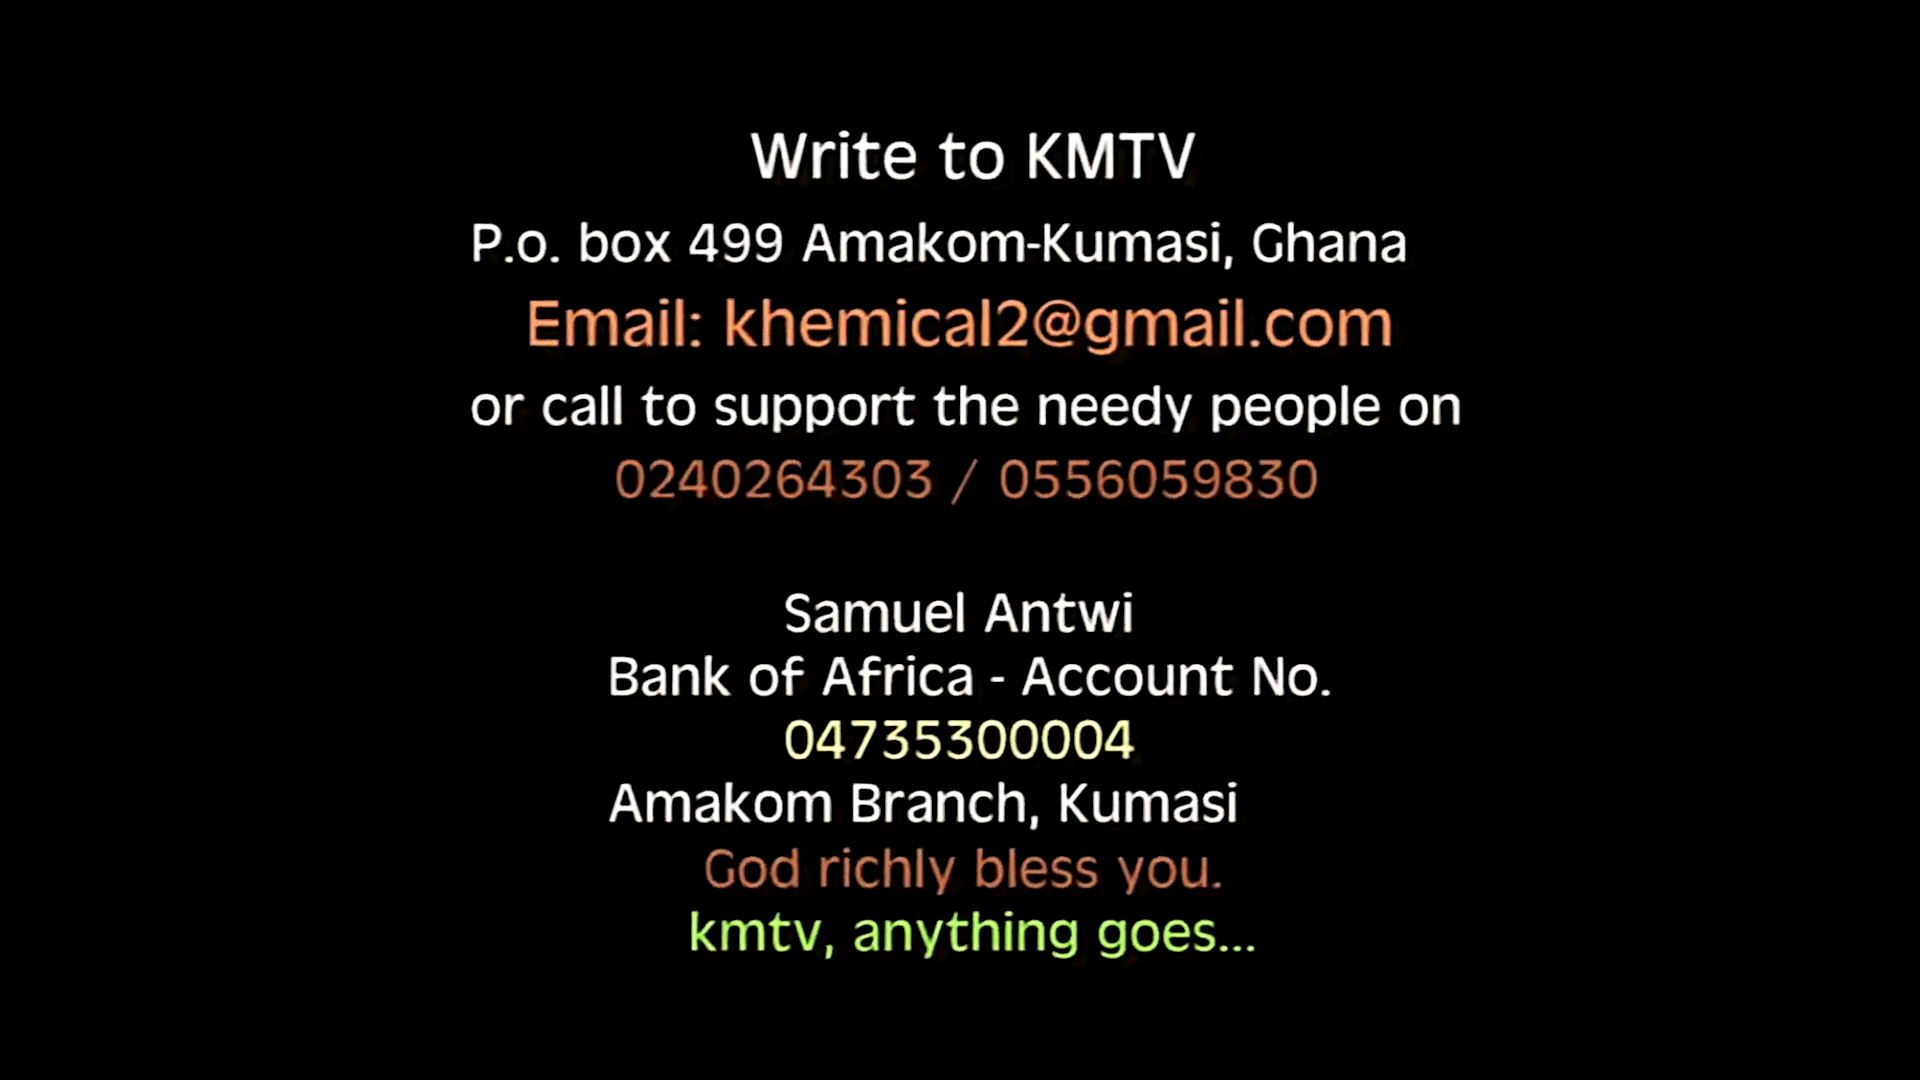 Write to KMTV
P.o. box 499 Amakom-Kumasi, Ghana
Email: khemical2@gmail.com
or call to support the needy people on
0240264303 / 0556059830
Samuel Antwi
Bank of Africa - Account No.
04735300004
Amakom Branch, Kumasi
God richly bless you.
kmtv, anything goes...